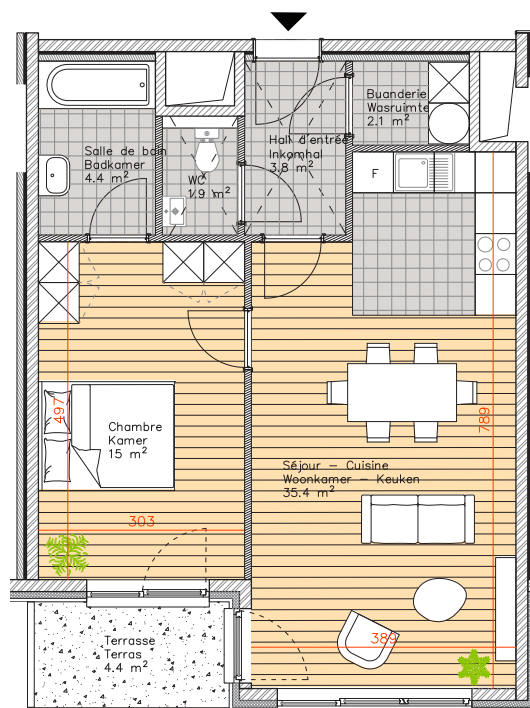 Buanderie
Wasruimte
2.1 m²
Salle de bain
Badkamer
4.4 m²
WC
1.9 m²
Hall d'entrée
Inkomhal
3.8 m²
F
497
Chambre
Kamer
15 m²
303
789
Séjour – Cuisine
Woonkamer – Keuken
35.4 m²
389
Terrasse
Terras
4.4 m²